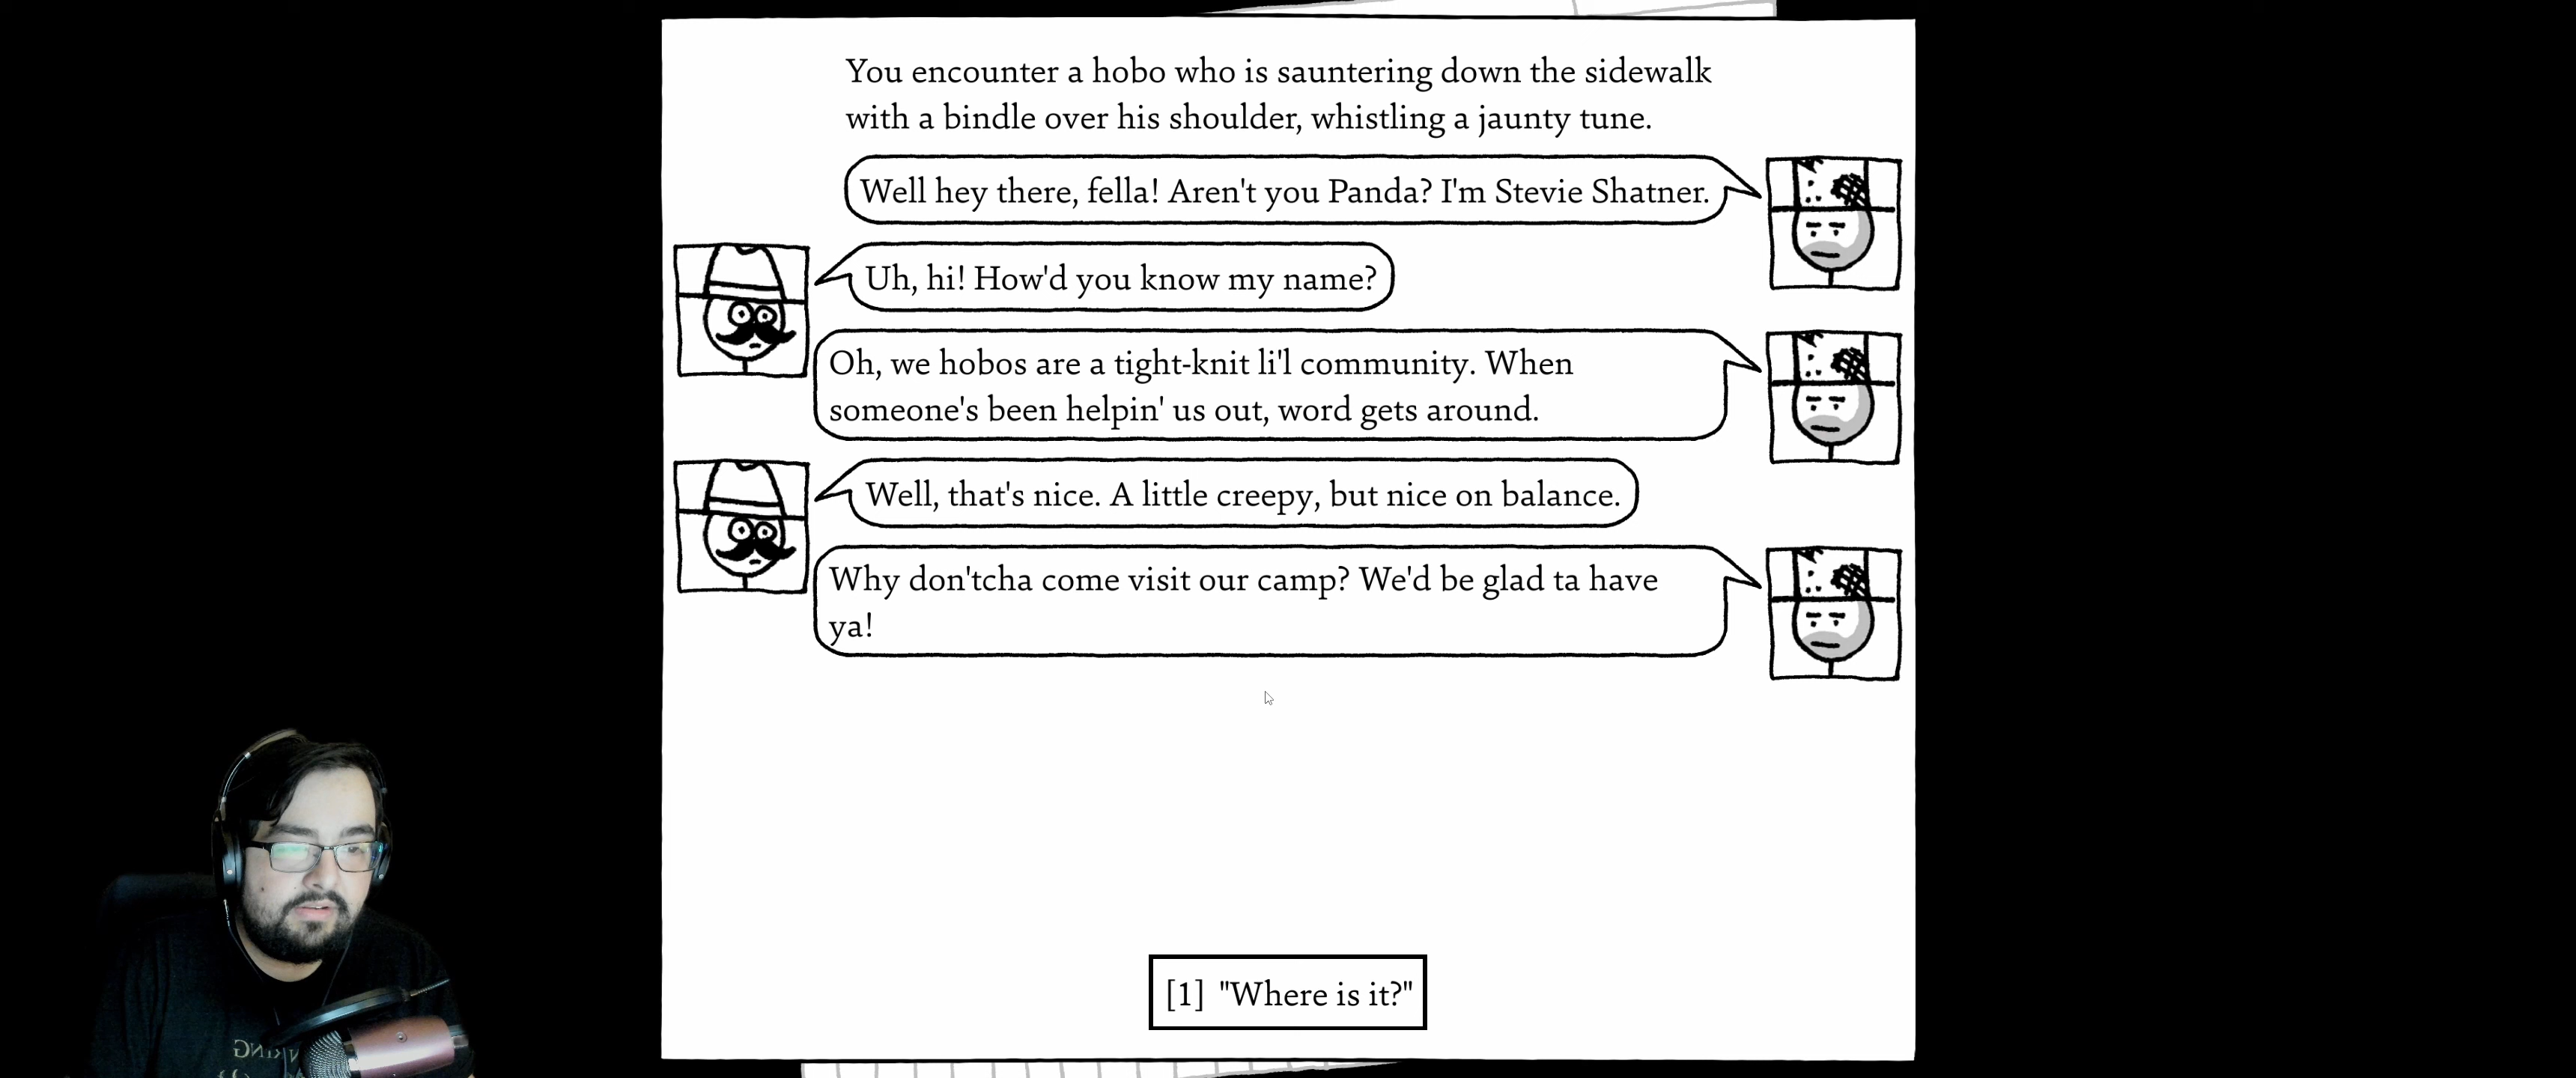 You encounter a hobo who is sauntering down the sidewalk
with a bindle over his shoulder, whistling a jaunty tune.
Well hey there, fella! Aren't you Panda? I'm Stevie Shatner.
Uh, hi! How'd you know my name?
Oh, we hobos are a tight-knit li'l community. When
someone's been helpin' us out, word gets around.
Well, that's nice. A little creepy, but nice on balance.
Why don'tcha come visit our camp? We'd be glad ta have
ya!
[1] "Where is it?"